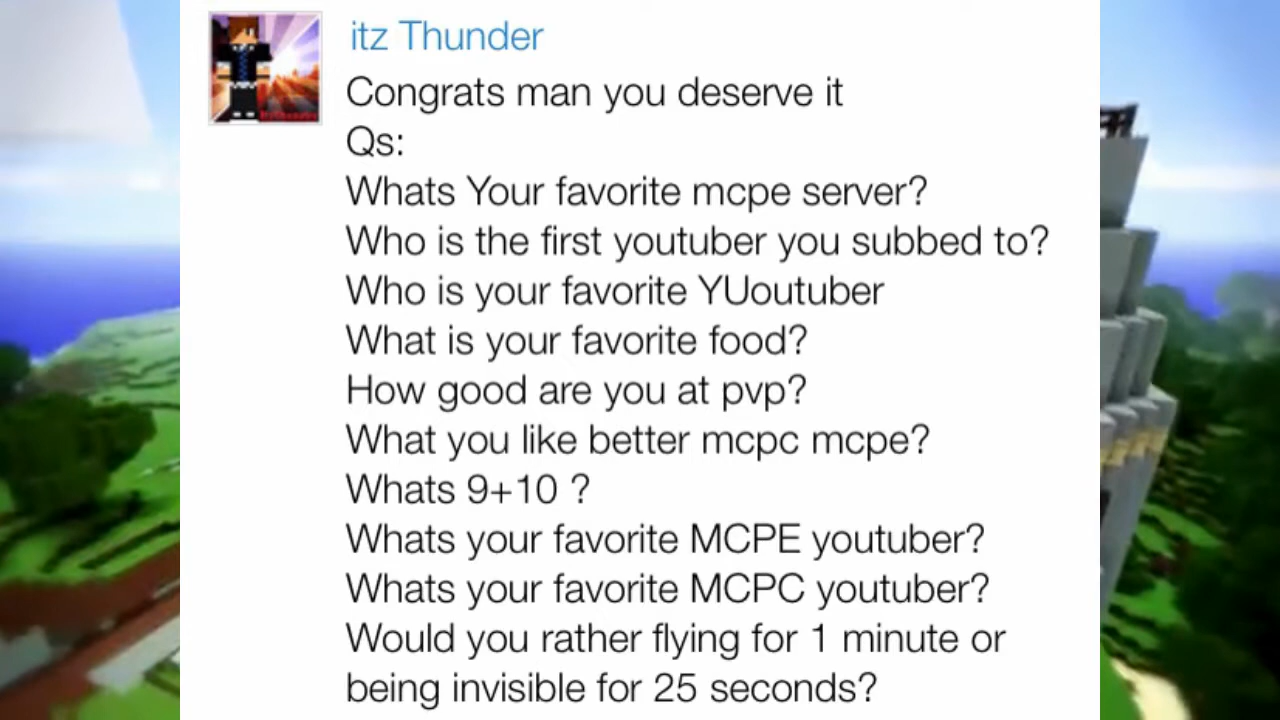 itz Thunder
Congrats man you deserve it
Qs:
Whats Your favorite mcpe server?
Who is the first youtuber you subbed to?
Who is your favorite YUoutuber
What is your favorite food?
How good are you at pvp?
What you like better mcpc mcpe?
Whats 9+10 ?
Whats your favorite MCPE youtuber?
Whats your favorite MCPC youtuber?
Would you rather flying for 1 minute or
being invisible for 25 seconds?